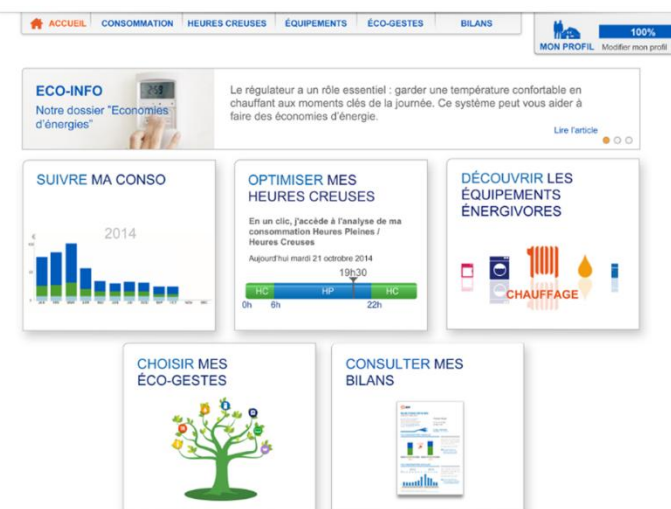 ACCUEIL CONSOMMATION HEURES CREUSES ÉQUIPEMENTS ÉCO-GESTES BILANS
100%
MON PROFIL Modifier mon profil
ECO-INFO
Notre dossier "Economies
d'énergies"
Le régulateur a un rôle essentiel : garder une température confortable en
chauffant aux moments clés de la journée. Ce système peut vous aider à
faire des économies d'énergie.
Lire l'article
SUIVRE MA CONSO
2014
OPTIMISER MES
HEURES CREUSES
En un clic, j'accède à l'analyse de ma
consommation Heures Pleines /
Heures Creuses
Aujourd'hui mardi 21 octrobre 2014
19h30
HC HP HC
0h 6h 22h
DÉCOUVRIR LES
ÉQUIPEMENTS
ÉNERGIVORES
CHAUFFAGE
CHOISIR MES
ÉCO-GESTES
CONSULTER MES
BILANS